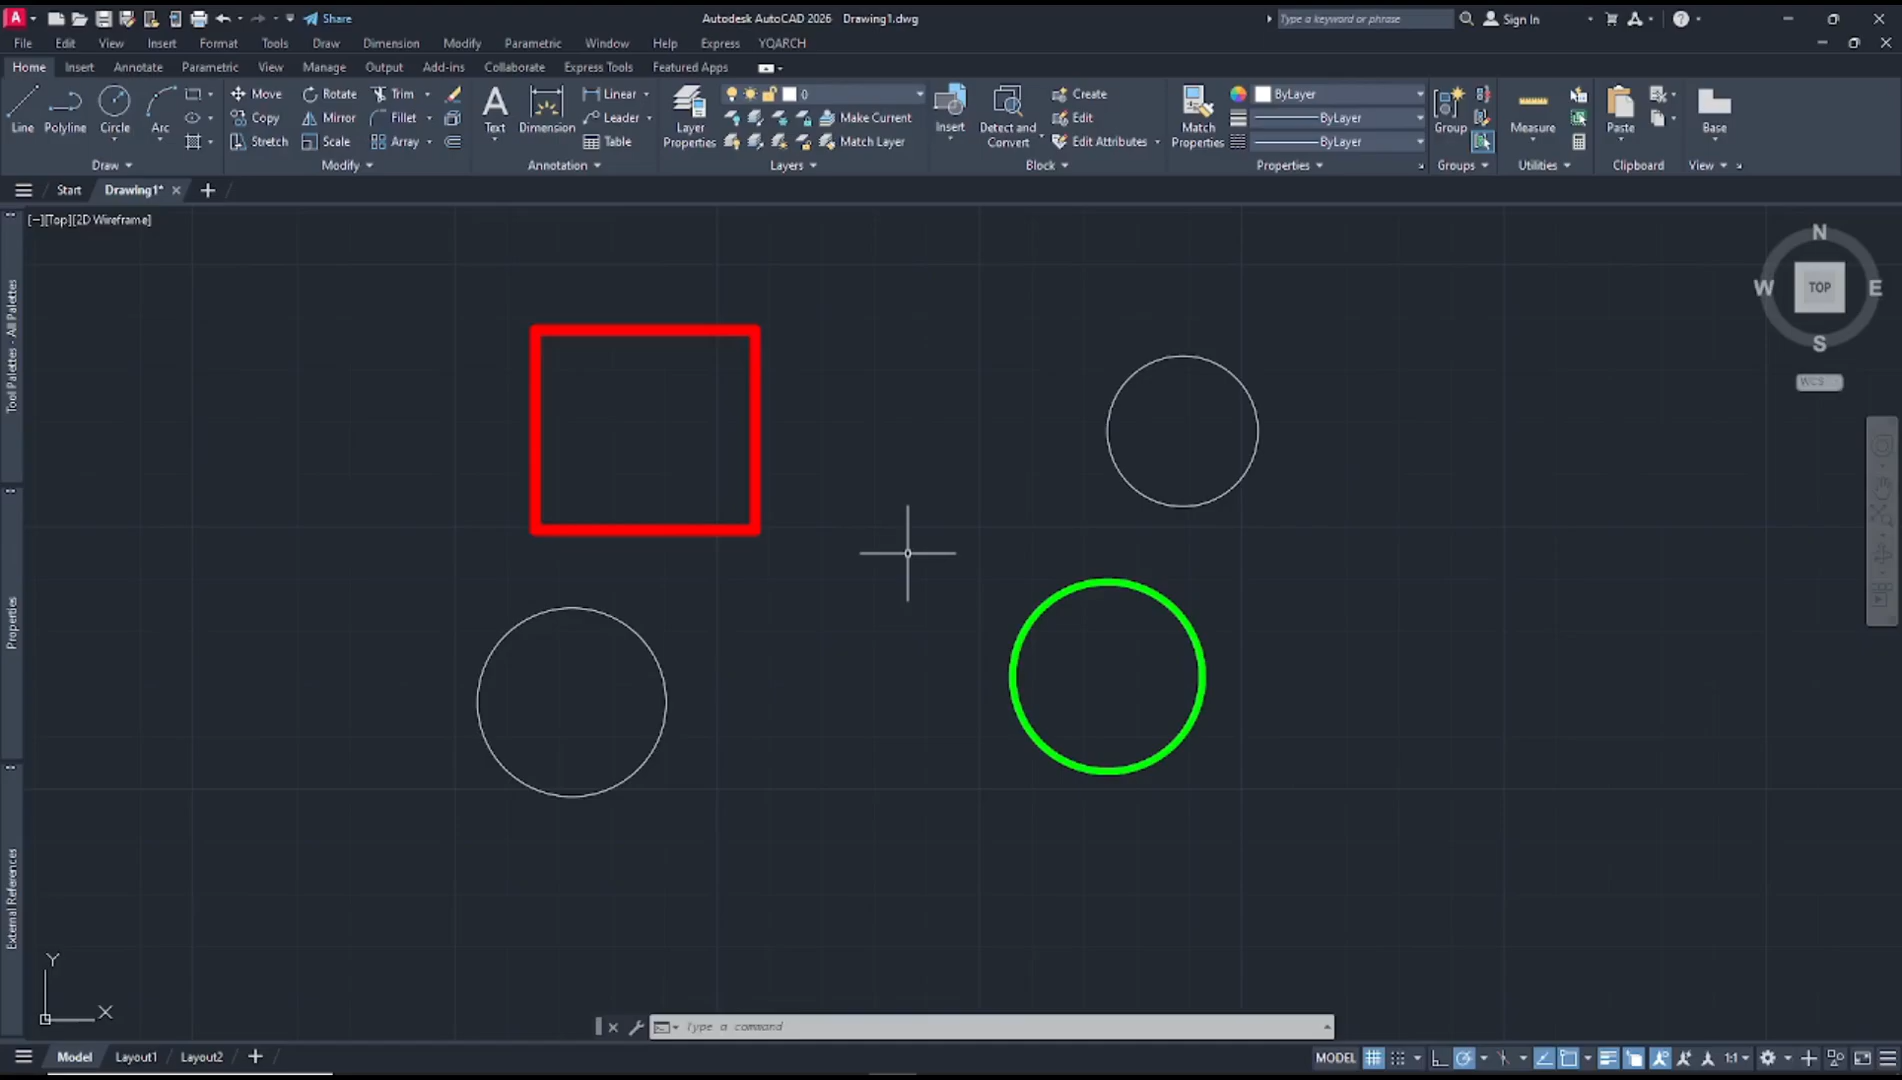 A Share Autodesk AutoCAD 2026 Drawing1.dwg Type a keyword or phrase Sign In
File Edit View Insert Format Tools Draw Dimension Modify Parametric Window Help Express YQARCH
Home Insert Annotate Parametric View Manage Output Add-ins Collaborate Express Tools Featured Apps
Move Rotate Trim Linear 0 Create ByLayer
Copy Mirror Fillet Leader Make Current Edit ByLayer
Line Polyline Circle Arc Text Dimension Layer Properties Insert Detect and Convert Match Properties Group Measure Paste Base
Stretch Scale Array Table Match Layer Edit Attributes ByLayer
Draw Modify Annotation Layers Block Properties Groups Utilities Clipboard View
Start Drawing1*
[−][Top][2D Wireframe]
N
W TOP E
S
WCS
Tool Palettes - All Palettes
Properties
External References
Y
X
Type a command
Model Layout1 Layout2 MODEL 1:1